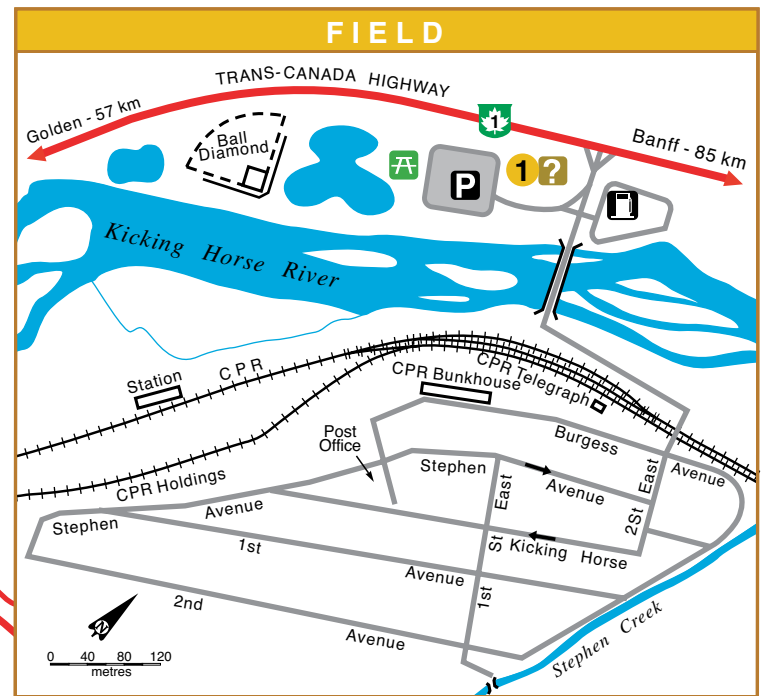 FIELD
TRANS-CANADA HIGHWAY
1
Golden - 57 km
Banff - 85 km
Ball
Diamond
P
1
?
Kicking Horse River
Station
CPR
CPR Telegraph
CPR Bunkhouse
Post
Office
Burgess Avenue
CPR Holdings
Stephen Avenue
1st St East
2St East
Kicking Horse
Stephen Avenue
1st Avenue
2nd Avenue
Stephen Creek
N
0 40 80 120
metres